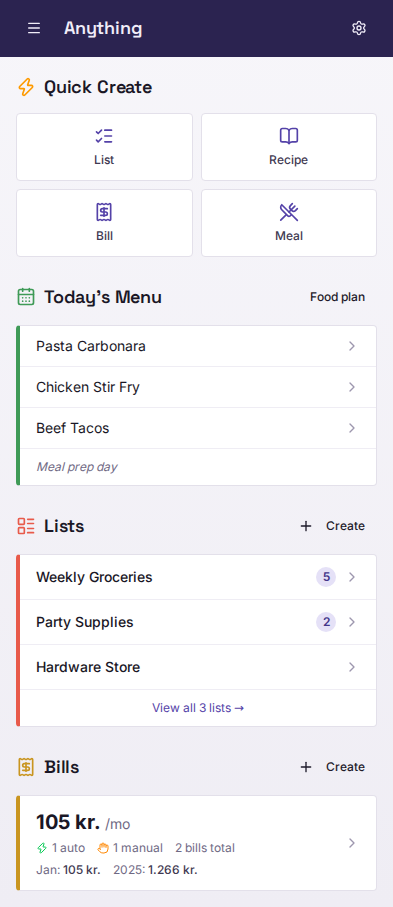 Anything
Quick Create
List
Recipe
Bill
Meal
Today's Menu
Food plan
Pasta Carbonara
Chicken Stir Fry
Beef Tacos
Meal prep day
Lists
+ Create
Weekly Groceries 5
Party Supplies 2
Hardware Store
View all 3 lists →
Bills
+ Create
105 kr. /mo
1 auto 1 manual 2 bills total
Jan: 105 kr. 2025: 1.266 kr.